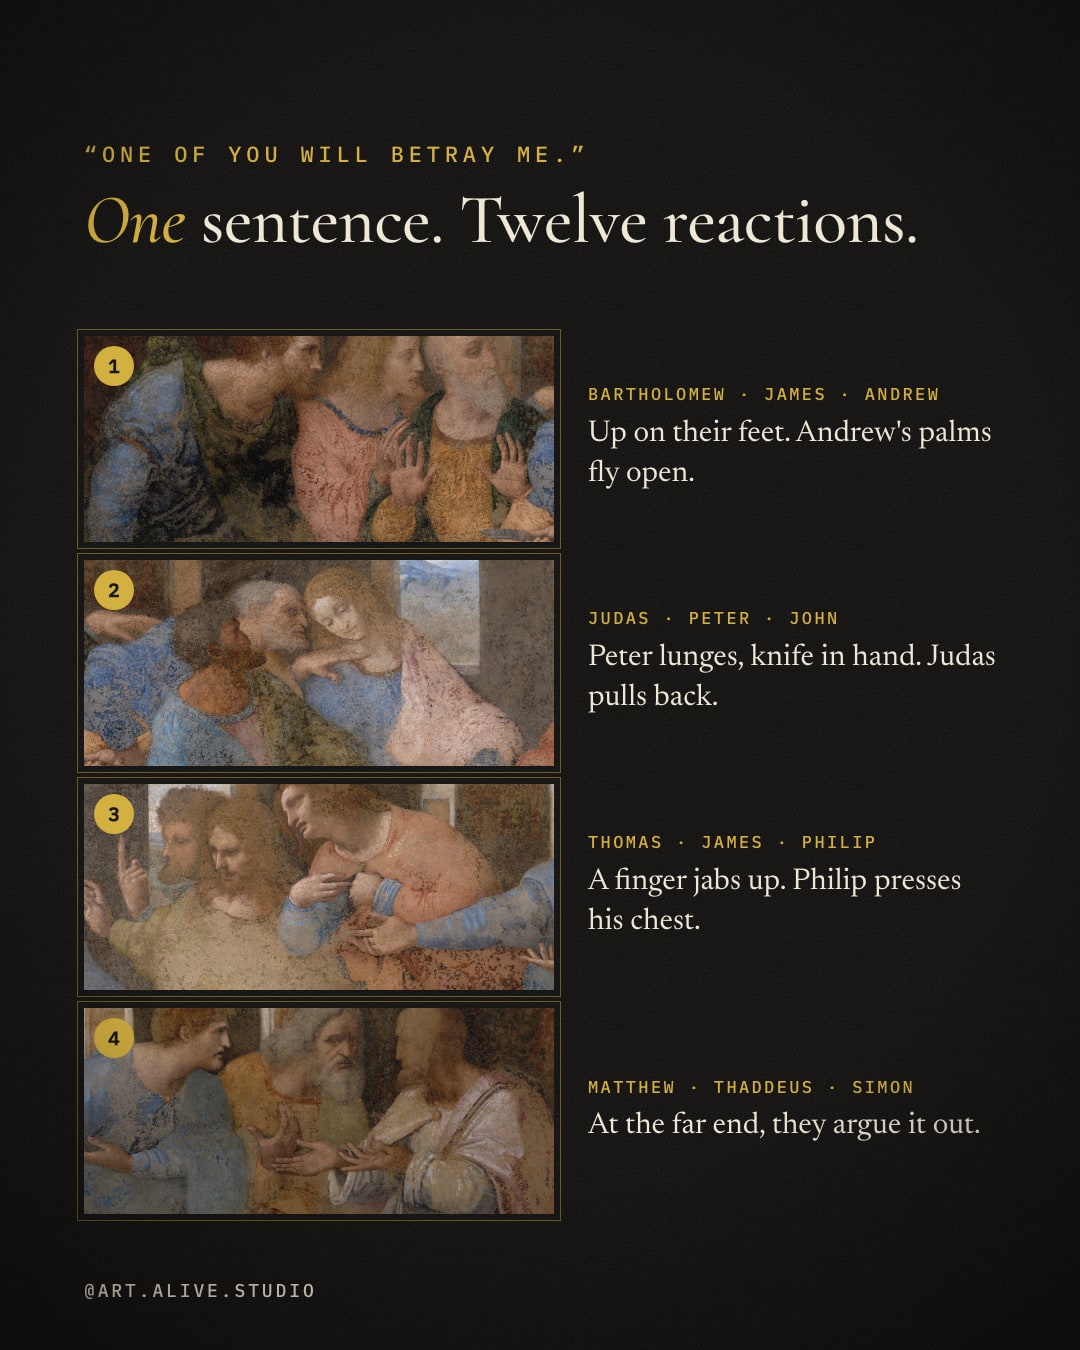 “ONE OF YOU WILL BETRAY ME.”
One sentence. Twelve reactions.
1
BARTHOLOMEW · JAMES · ANDREW
Up on their feet. Andrew's palms
fly open.
2
JUDAS · PETER · JOHN
Peter lunges, knife in hand. Judas
pulls back.
3
THOMAS · JAMES · PHILIP
A finger jabs up. Philip presses
his chest.
4
MATTHEW · THADDEUS · SIMON
At the far end, they argue it out.
@ART.ALIVE.STUDIO